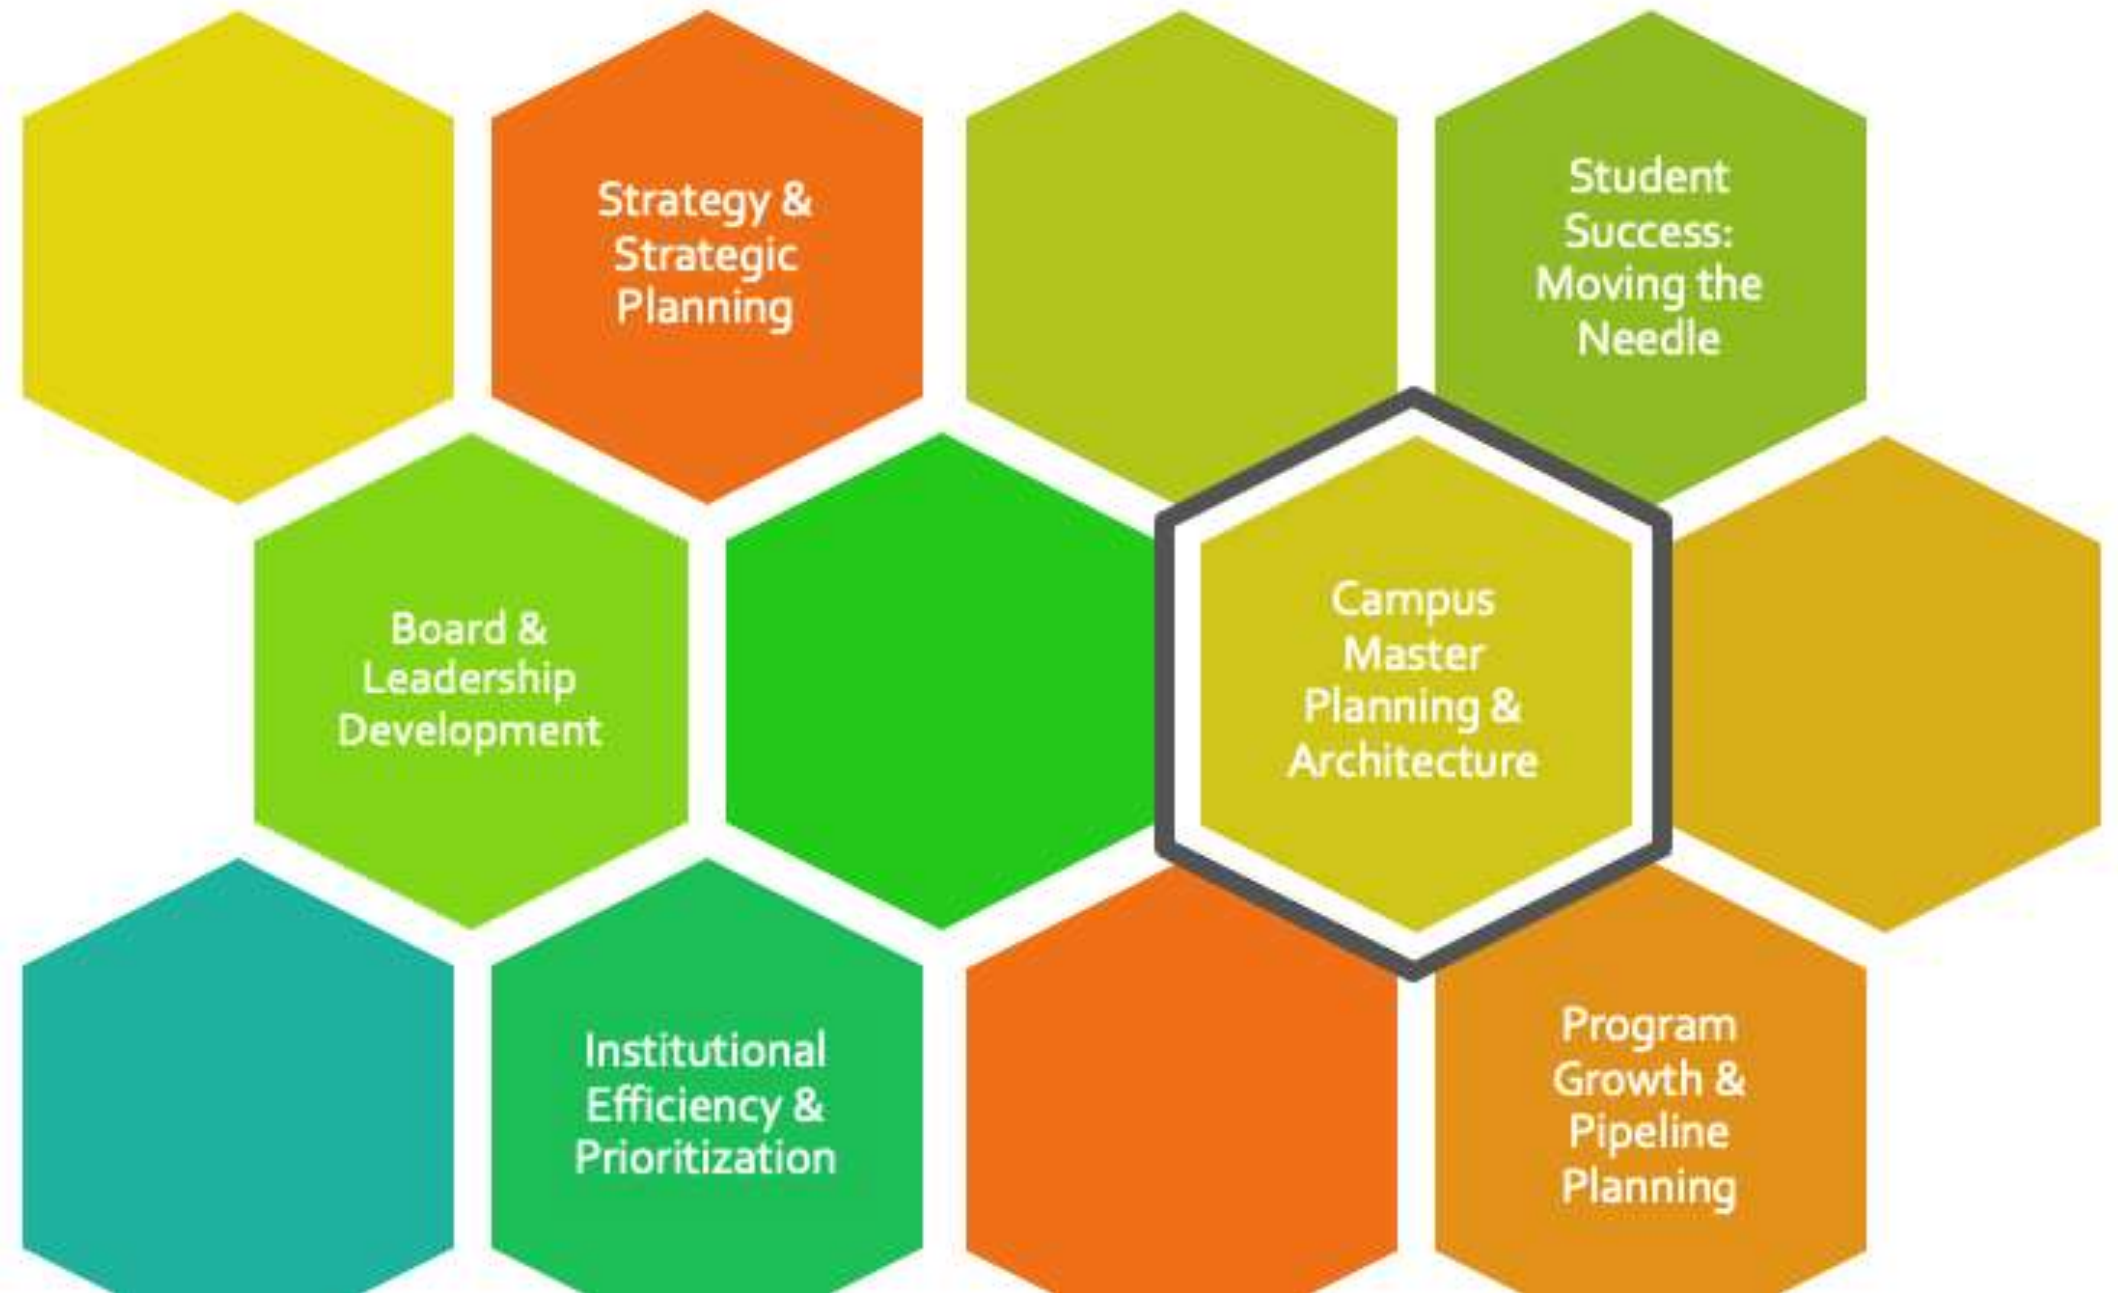 Strategy &
Strategic
Planning
Student
Success:
Moving the
Needle
Board &
Leadership
Development
Campus
Master
Planning &
Architecture
Institutional
Efficiency &
Prioritization
Program
Growth &
Pipeline
Planning